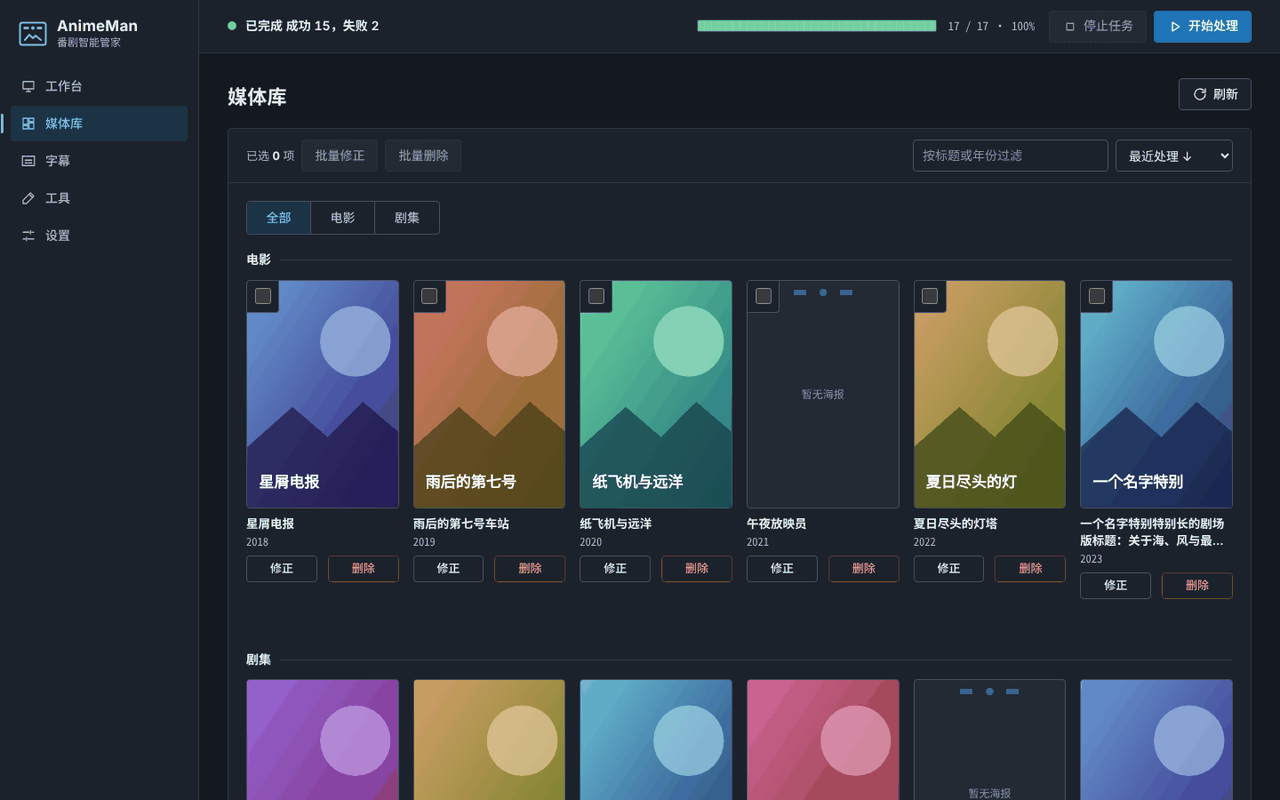 AnimeMan
番剧智能管家
已完成 成功 15，失败 2
17 / 17 · 100%
停止任务
开始处理
工作台
媒体库
字幕
工具
设置
媒体库
刷新
已选 0 项
批量修正
批量删除
按标题或年份过滤
最近处理 ↓
全部
电影
剧集
电影
星屑电报
雨后的第七号
纸飞机与远洋
暂无海报
夏日尽头的灯
一个名字特别
星屑电报
2018
修正
删除
雨后的第七号车站
2019
修正
删除
纸飞机与远洋
2020
修正
删除
午夜放映员
2021
修正
删除
夏日尽头的灯塔
2022
修正
删除
一个名字特别特别长的剧场
版标题：关于海、风与最...
2023
修正
删除
剧集
暂无海报